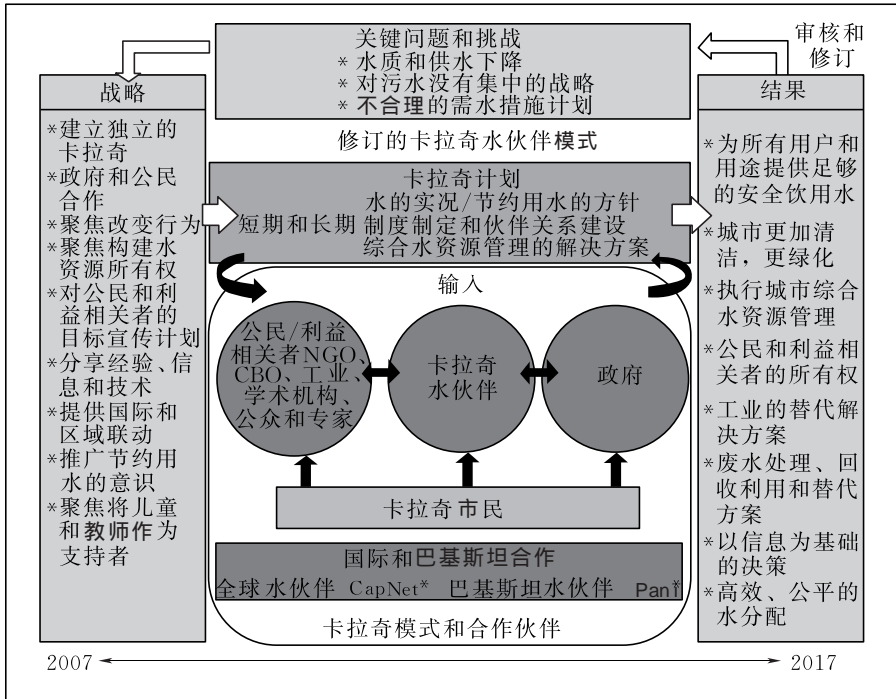 关键问题和挑战
* 水质和供水下降
* 对污水没有集中的战略
* 不合理的需水措施计划
审核和
修订
修订的卡拉奇水伙伴模式
战略
*建立独立的
卡拉奇
*政府和公民
合作
*聚焦改变行为
*聚焦构建水
资源所有权
*对公民和利
益相关者的
目标宣传计划
*分享经验、信
息和技术
*提供国际和
区域联动
*推广节约用
水的意识
*聚焦将儿童
和教师作为
支持者
卡拉奇计划
水的实况/节约用水的方针
短期和长期 制度制定和伙伴关系建设
综合水资源管理的解决方案
输入
公民/利益
相关者NGO、
CBO、工业、
学术机构、
公众和专家
卡拉奇
水伙伴
政府
卡拉奇市民
国际和巴基斯坦合作
全球水伙伴 CapNet* 巴基斯坦水伙伴 Pani*
卡拉奇模式和合作伙伴
结果
*为所有用户和
用途提供足够
的安全饮用水
*城市更加清
洁，更绿化
*执行城市综合
水资源管理
*公民和利益相
关者的所有权
*工业的替代解
决方案
*废水处理、回
收利用和替代
方案
*以信息为基础
的决策
*高效、公平的
水分配
2007
2017